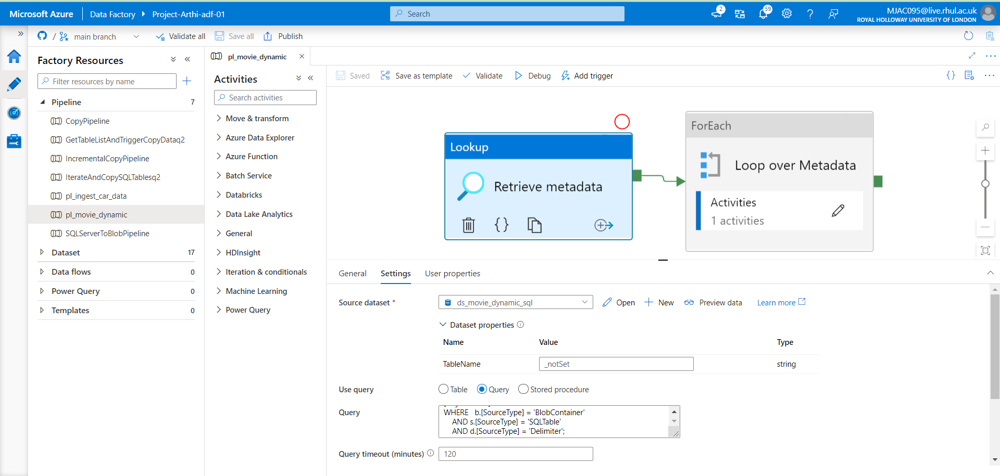 Microsoft Azure
Data Factory
Project-Arthi-adf-01
Search
2
59
MJAC095@live.rhul.ac.uk
ROYAL HOLLOWAY UNIVERSITY OF LONDON
/ main branch
Validate all
Save all
Publish
Factory Resources
Filter resources by name
Pipeline 7
CopyPipeline
GetTableListAndTriggerCopyDataq2
IncrementalCopyPipeline
IterateAndCopySQLTablesq2
pl_ingest_car_data
pl_movie_dynamic
SQLServerToBlobPipeline
Dataset 17
Data flows 0
Power Query 0
Templates 0
pl_movie_dynamic
Activities
Search activities
Move & transform
Azure Data Explorer
Azure Function
Batch Service
Databricks
Data Lake Analytics
General
HDInsight
Iteration & conditionals
Machine Learning
Power Query
Saved
Save as template
Validate
Debug
Add trigger
Lookup
Retrieve metadata
ForEach
Loop over Metadata
Activities
1 activities
General
Settings
User properties
Source dataset *
ds_movie_dynamic_sql
Open
New
Preview data
Learn more
Dataset properties
Name Value Type
TableName _notSet string
Use query
Table
Query
Stored procedure
Query
WHERE b.[SourceType] = 'BlobContainer'
AND s.[SourceType] = 'SQLTable'
AND d.[SourceType] = 'Delimiter';
Query timeout (minutes)
120